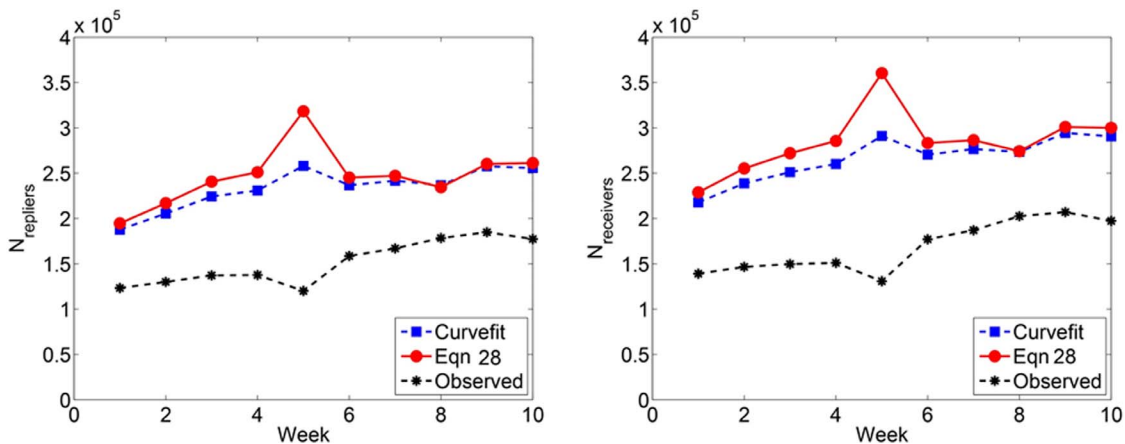 x 10^5
4
3.5
3
2.5
2
1.5
1
0.5
0
N_repliers
0 2 4 6 8 10
Week
Curvefit
Eqn 28
Observed
x 10^5
4
3.5
3
2.5
2
1.5
1
0.5
0
N_receivers
0 2 4 6 8 10
Week
Curvefit
Eqn 28
Observed